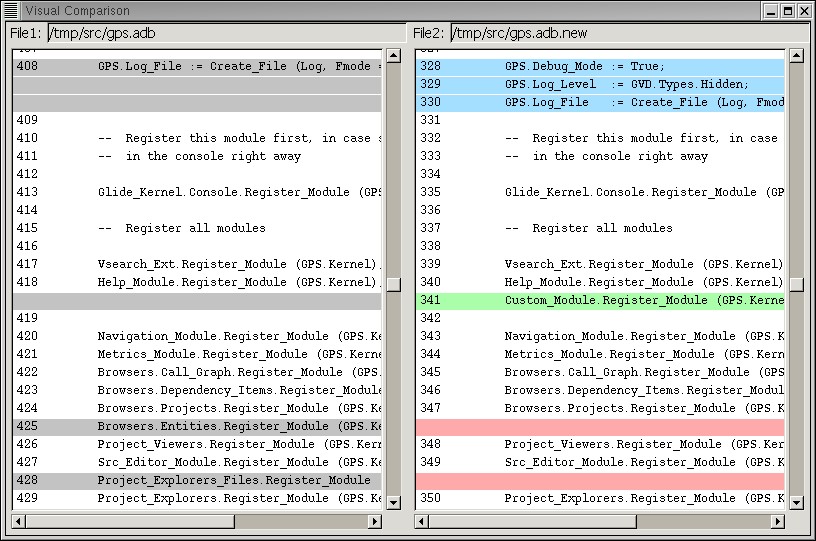 Visual Comparison
File1: /tmp/src/gps.adb
408 GPS.Log_File := Create_File (Log, Fmode =
409
410 -- Register this module first, in case s
411 -- in the console right away
412
413 Glide_Kernel.Console.Register_Module (GPS
414
415 -- Register all modules
416
417 Vsearch_Ext.Register_Module (GPS.Kernel)
418 Help_Module.Register_Module (GPS.Kernel)
419
420 Navigation_Module.Register_Module (GPS.Ke
421 Metrics_Module.Register_Module (GPS.Kern
422 Browsers.Call_Graph.Register_Module (GPS
423 Browsers.Dependency_Items.Register_Modul
424 Browsers.Projects.Register_Module (GPS.Ke
425 Browsers.Entities.Register_Module (GPS.Ke
426 Project_Viewers.Register_Module (GPS.Ker
427 Src_Editor_Module.Register_Module (GPS.Ke
428 Project_Explorers_Files.Register_Module
429 Project_Explorers.Register_Module (GPS.Ke
File2: /tmp/src/gps.adb.new
328 GPS.Debug_Mode := True;
329 GPS.Log_Level := GVD.Types.Hidden;
330 GPS.Log_File := Create_File (Log, Fmod
331
332 -- Register this module first, in case
333 -- in the console right away
334
335 Glide_Kernel.Console.Register_Module (GP
336
337 -- Register all modules
338
339 Vsearch_Ext.Register_Module (GPS.Kernel)
340 Help_Module.Register_Module (GPS.Kernel)
341 Custom_Module.Register_Module (GPS.Kerne
342
343 Navigation_Module.Register_Module (GPS.K
344 Metrics_Module.Register_Module (GPS.Kern
345 Browsers.Call_Graph.Register_Module (GPS
346 Browsers.Dependency_Items.Register_Modul
347 Browsers.Projects.Register_Module (GPS.K
348 Project_Viewers.Register_Module (GPS.Ker
349 Src_Editor_Module.Register_Module (GPS.K
350 Project_Explorers.Register_Module (GPS.K